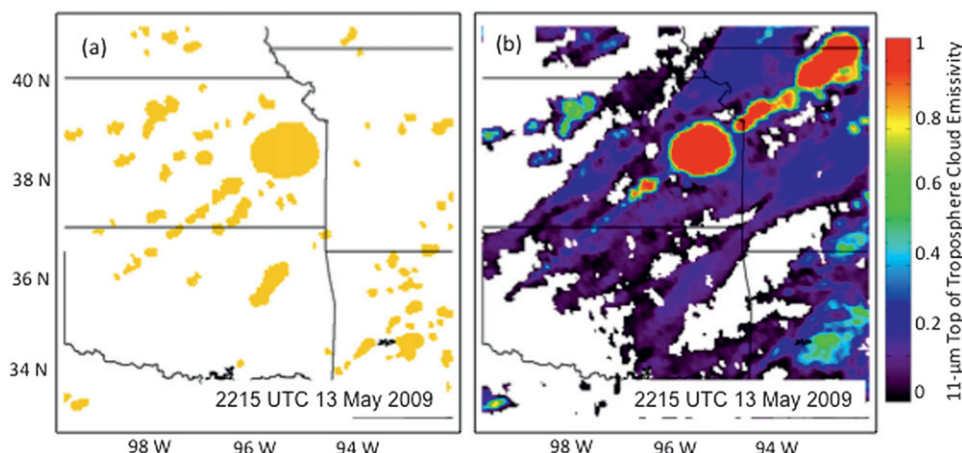 (a)
(b)
40 N
38 N
36 N
34 N
2215 UTC 13 May 2009
2215 UTC 13 May 2009
98 W
96 W
94 W
98 W
96 W
94 W
1
0.8
0.6
0.4
0.2
0
11-µm Top of Troposphere Cloud Emissivity